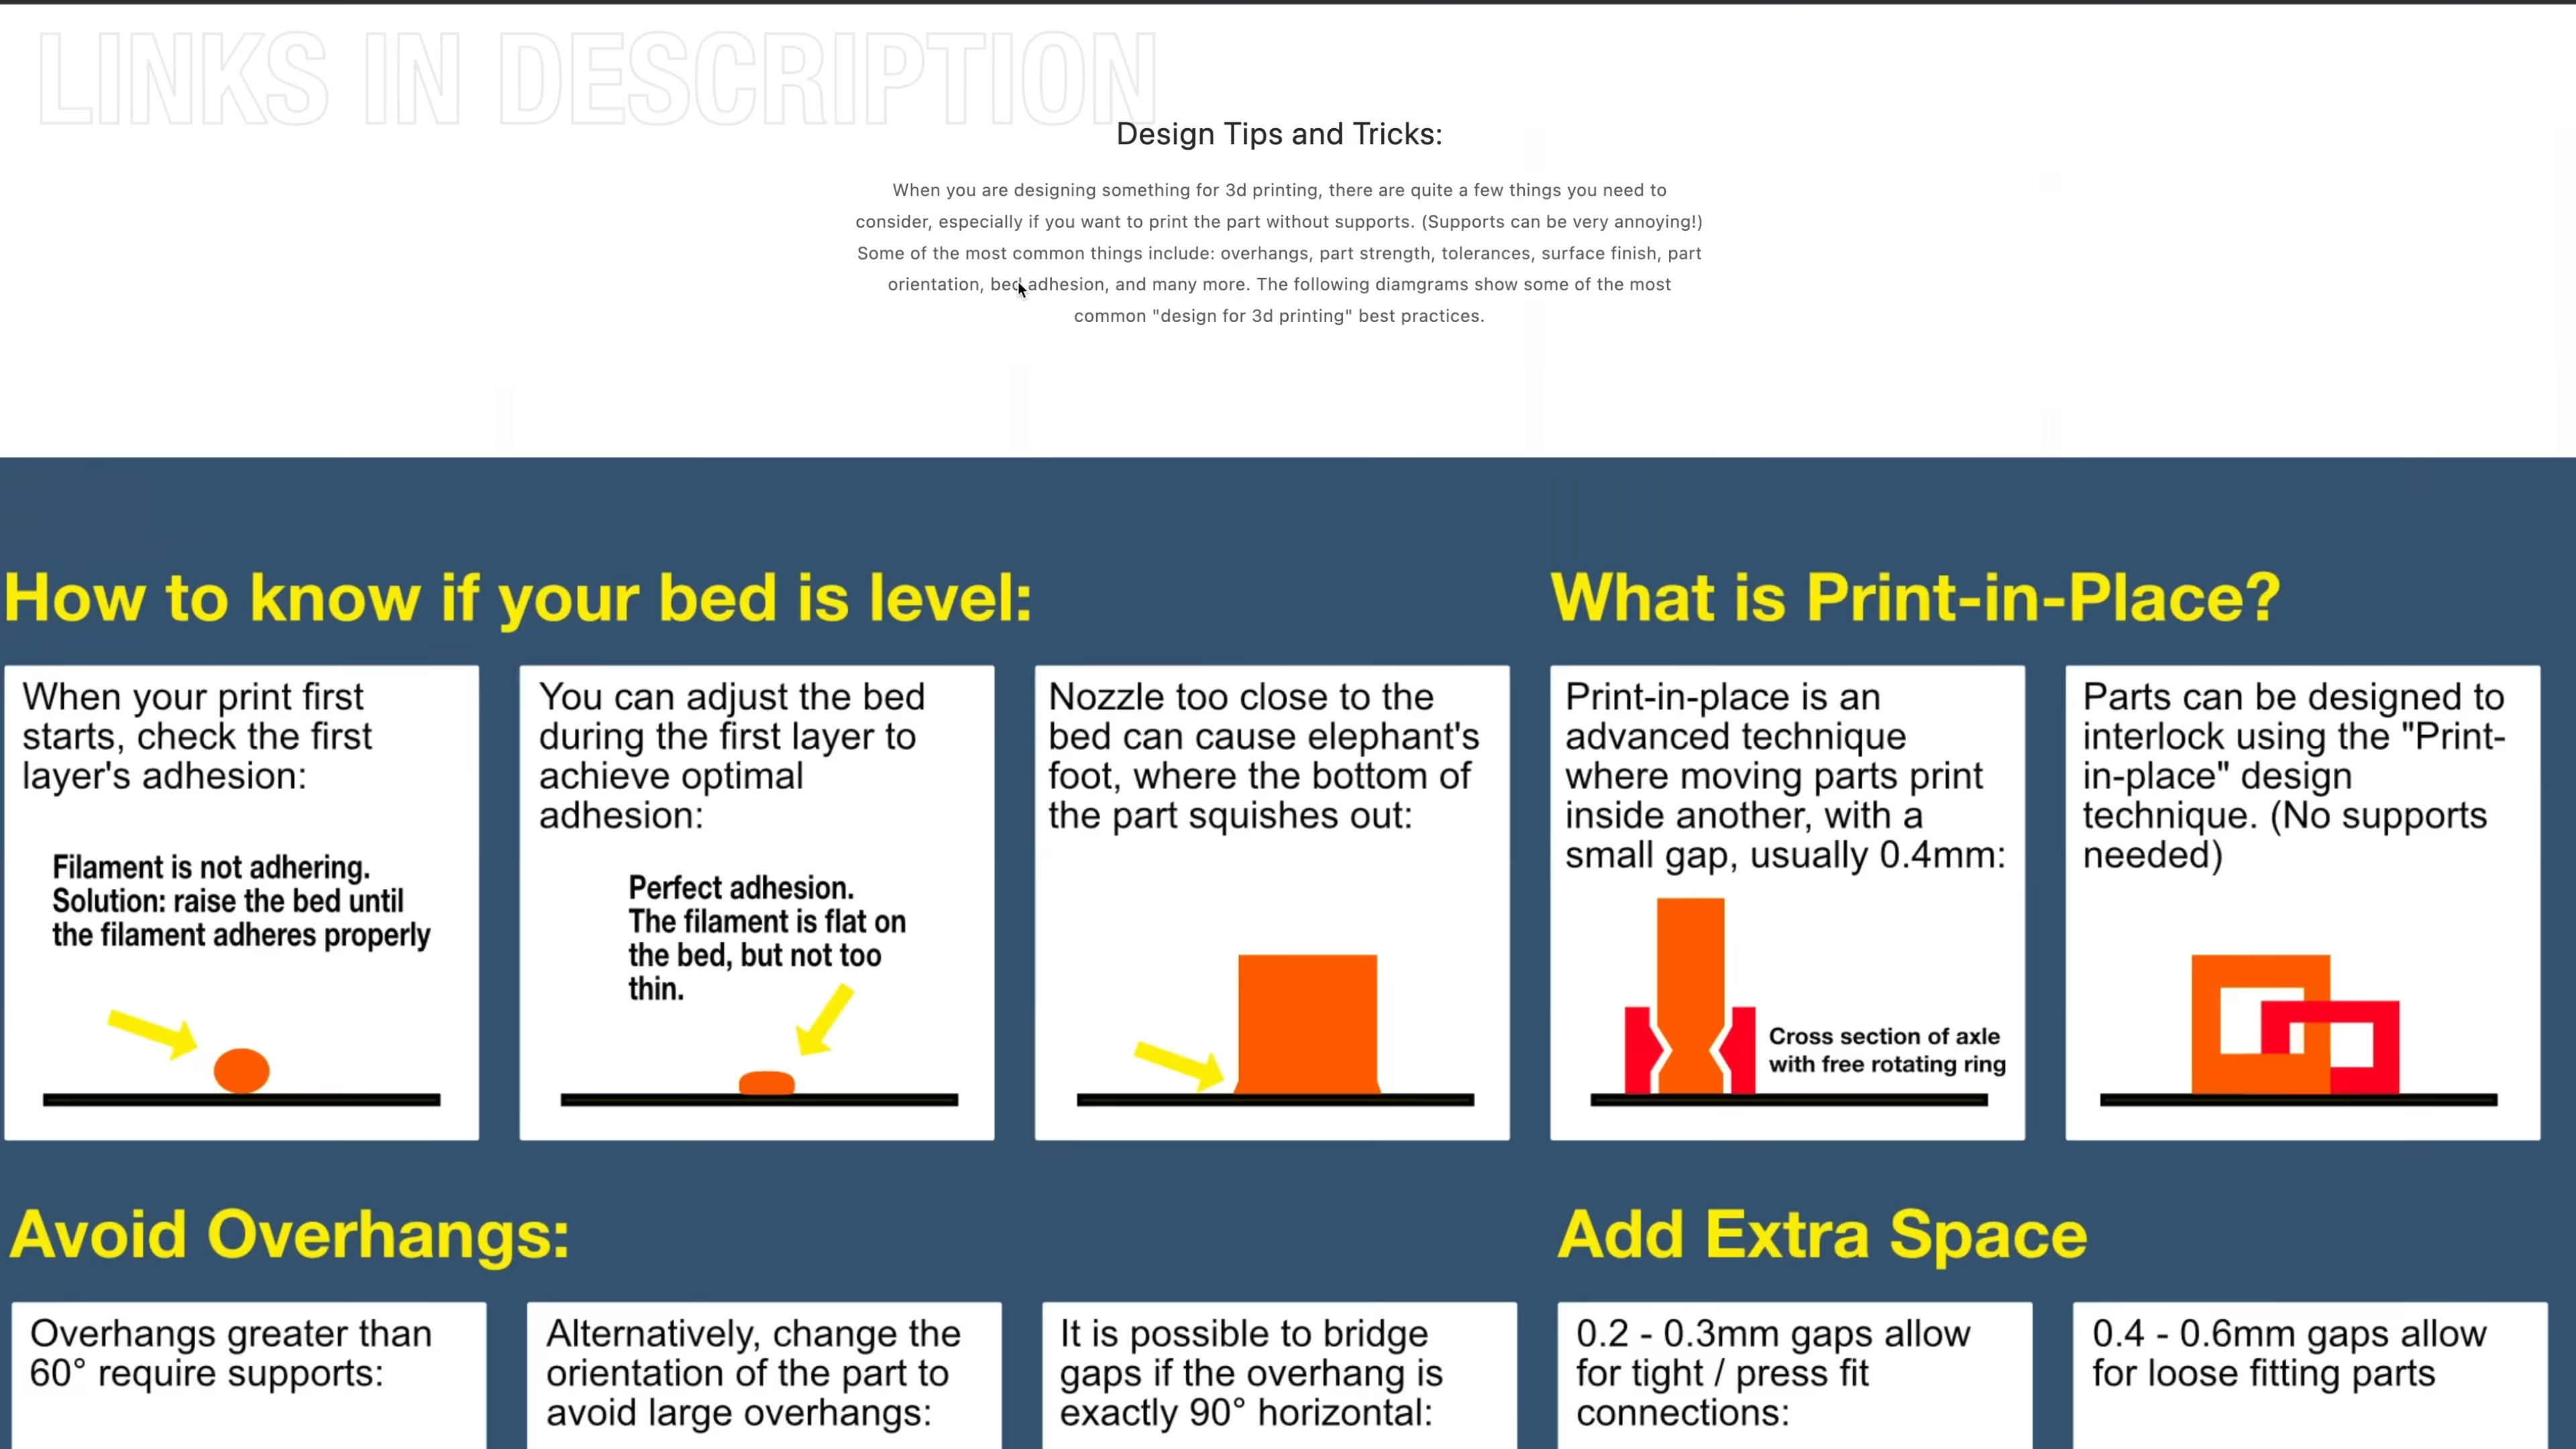 LINKS IN DESCRIPTION
Design Tips and Tricks:
When you are designing something for 3d printing, there are quite a few things you need to
consider, especially if you want to print the part without supports. (Supports can be very annoying!)
Some of the most common things include: overhangs, part strength, tolerances, surface finish, part
orientation, bed adhesion, and many more. The following diamgrams show some of the most
common "design for 3d printing" best practices.
How to know if your bed is level:
When your print first
starts, check the first
layer's adhesion:
Filament is not adhering.
Solution: raise the bed until
the filament adheres properly
You can adjust the bed
during the first layer to
achieve optimal
adhesion:
Perfect adhesion.
The filament is flat on
the bed, but not too
thin.
Nozzle too close to the
bed can cause elephant's
foot, where the bottom of
the part squishes out:
What is Print-in-Place?
Print-in-place is an
advanced technique
where moving parts print
inside another, with a
small gap, usually 0.4mm:
Cross section of axle
with free rotating ring
Parts can be designed to
interlock using the "Print-
in-place" design
technique. (No supports
needed)
Avoid Overhangs:
Overhangs greater than
60° require supports:
Alternatively, change the
orientation of the part to
avoid large overhangs:
It is possible to bridge
gaps if the overhang is
exactly 90° horizontal:
Add Extra Space
0.2 - 0.3mm gaps allow
for tight / press fit
connections:
0.4 - 0.6mm gaps allow
for loose fitting parts